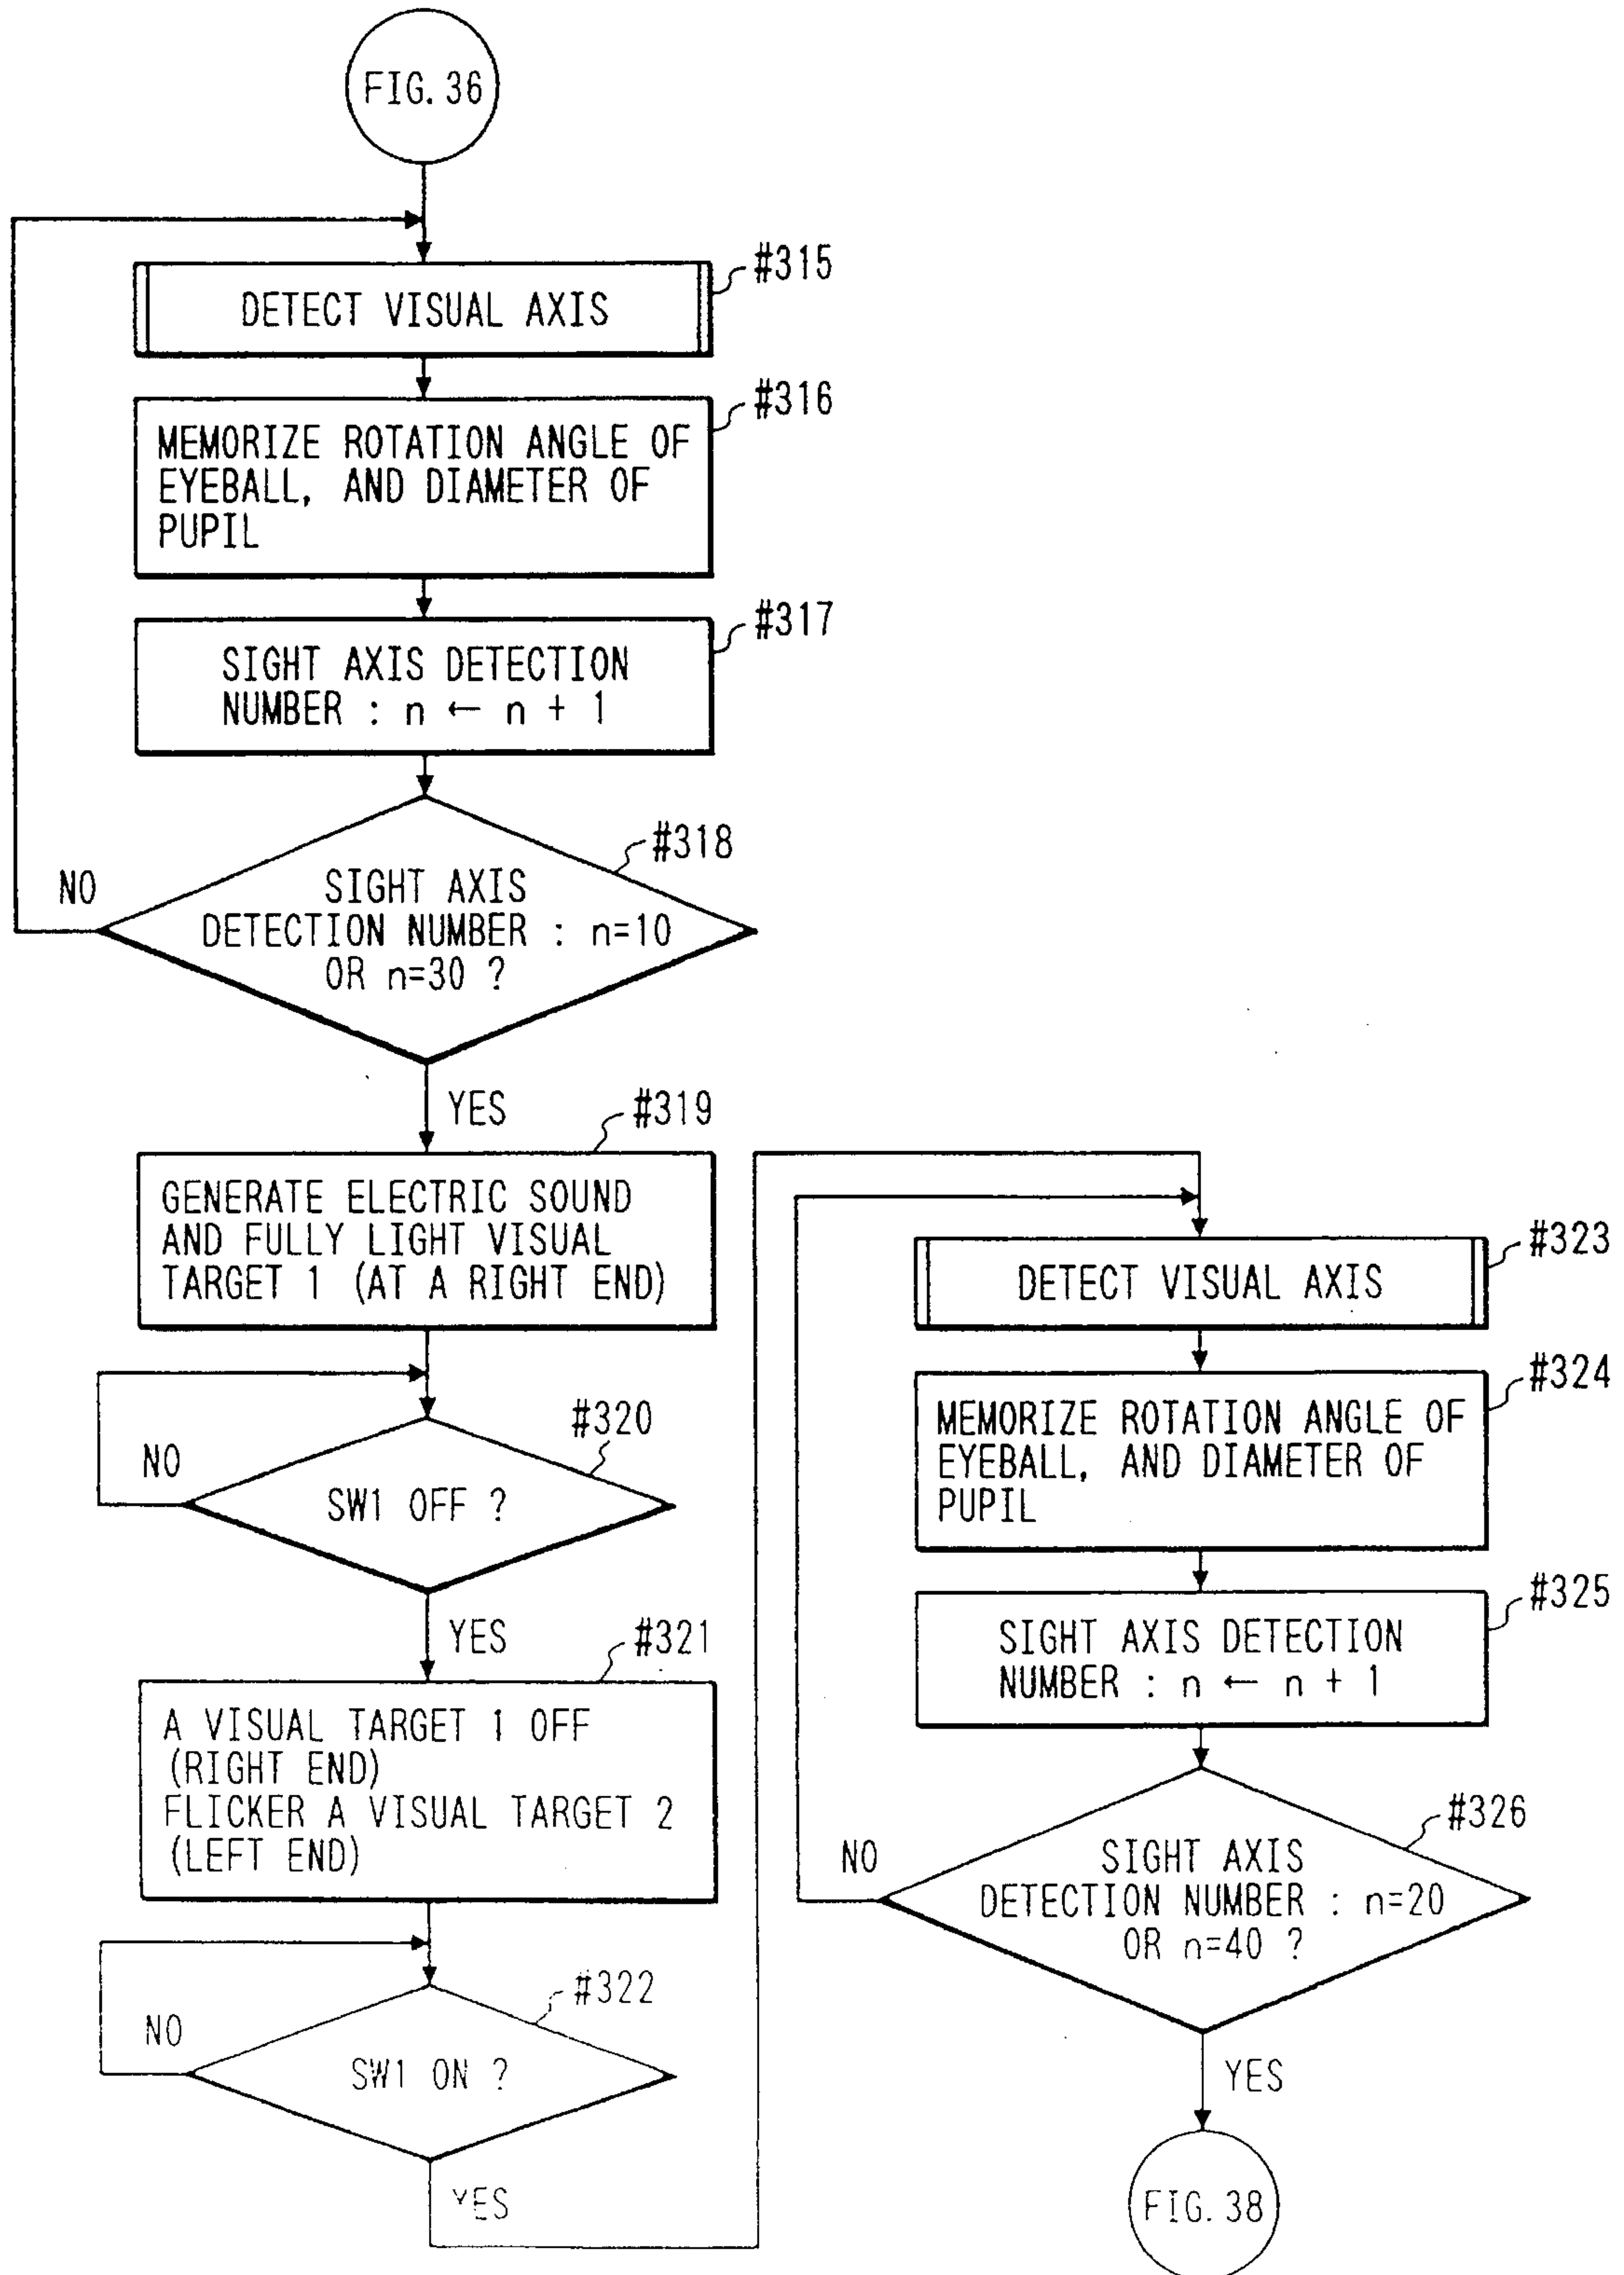 FIG. 36
#315
DETECT VISUAL AXIS
#316
MEMORIZE ROTATION ANGLE OF
EYEBALL, AND DIAMETER OF
PUPIL
#317
SIGHT AXIS DETECTION
NUMBER : n ← n + 1
#318
NO
SIGHT AXIS
DETECTION NUMBER : n=10
OR n=30 ?
YES
#319
GENERATE ELECTRIC SOUND
AND FULLY LIGHT VISUAL
TARGET 1 (AT A RIGHT END)
#320
NO
SW1 OFF ?
YES
#321
A VISUAL TARGET 1 OFF
(RIGHT END)
FLICKER A VISUAL TARGET 2
(LEFT END)
#322
NO
SW1 ON ?
YES
#323
DETECT VISUAL AXIS
#324
MEMORIZE ROTATION ANGLE OF
EYEBALL, AND DIAMETER OF
PUPIL
#325
SIGHT AXIS DETECTION
NUMBER : n ← n + 1
#326
NO
SIGHT AXIS
DETECTION NUMBER : n=20
OR n=40 ?
YES
FIG. 38